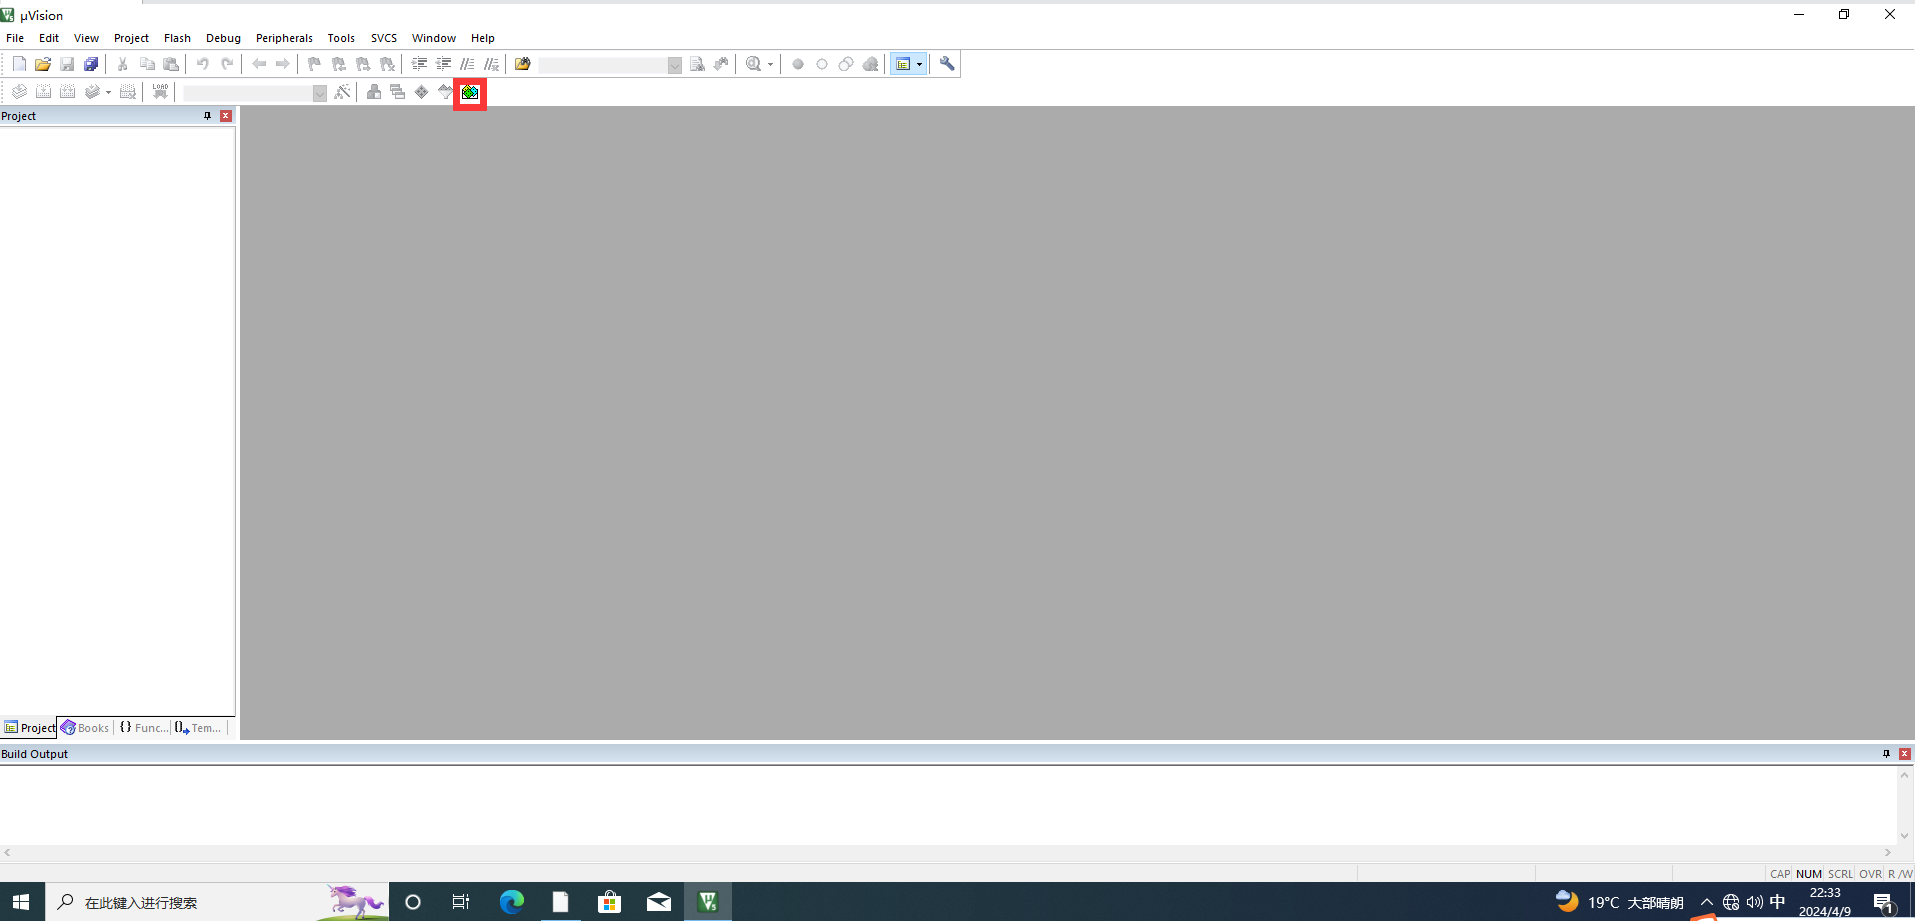 µVision
File Edit View Project Flash Debug Peripherals Tools SVCS Window Help
LOAD
Project
Project Books {} Func... Tem...
Build Output
CAP NUM SCRL OVR R /W
在此键入进行搜索
19°C 大部晴朗
中
22:33
2024/4/9
1